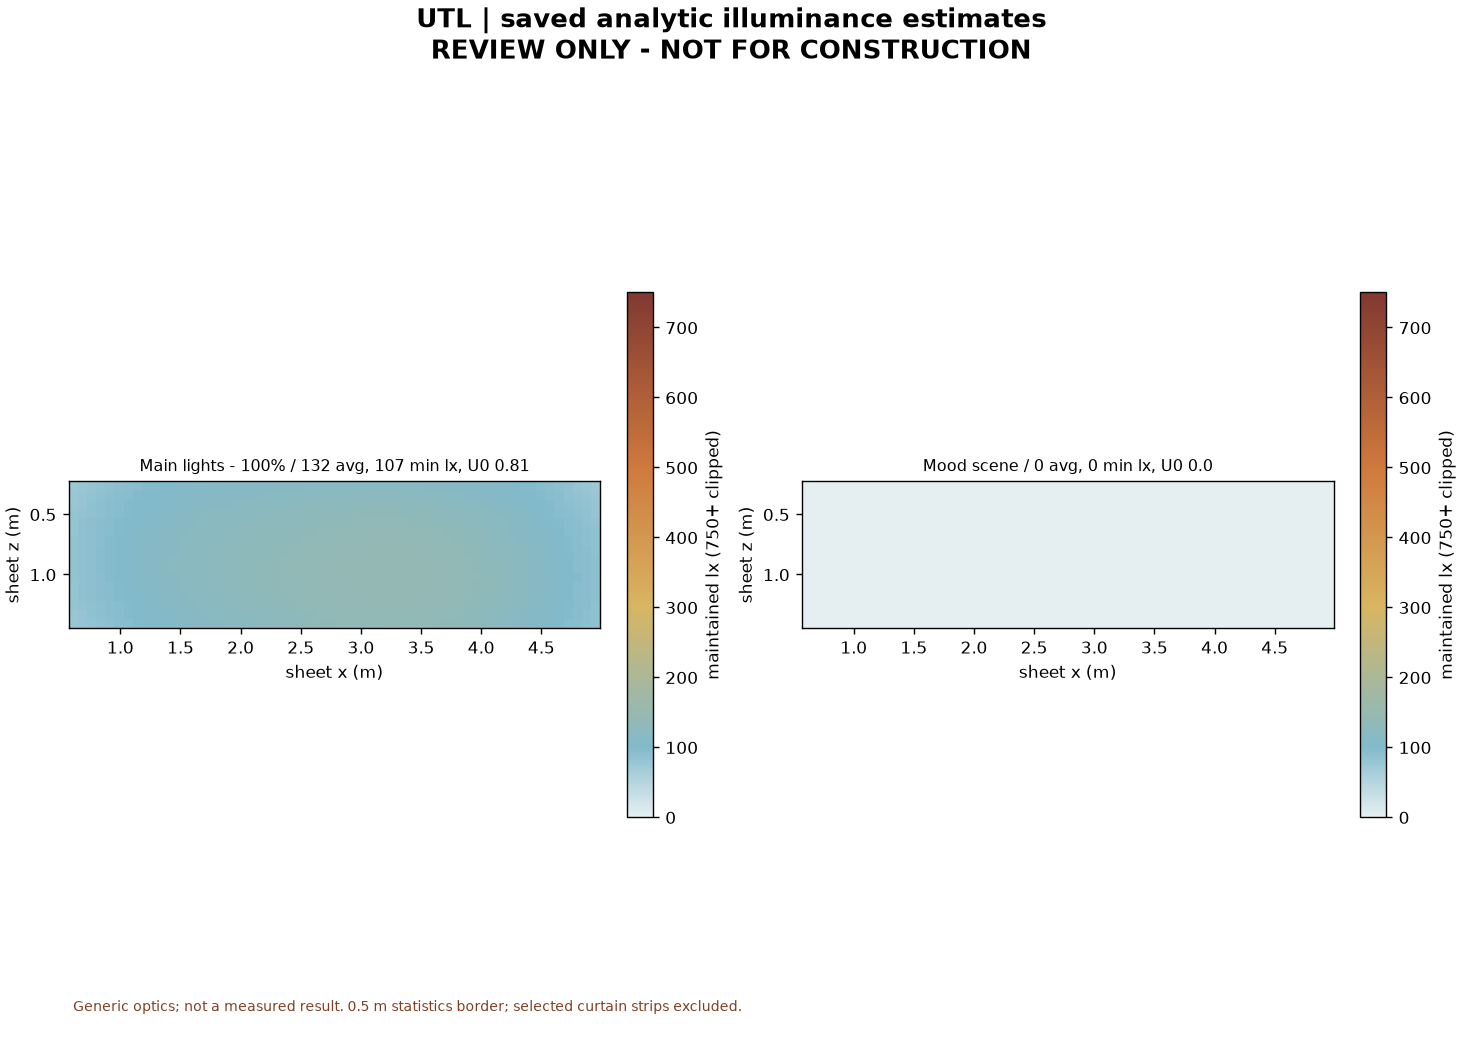 UTL | saved analytic illuminance estimates
REVIEW ONLY - NOT FOR CONSTRUCTION
Main lights - 100% / 132 avg, 107 min lx, U0 0.81
sheet z (m)
0.5
1.0
1.0 1.5 2.0 2.5 3.0 3.5 4.0 4.5
sheet x (m)
700
600
500
400
300
200
100
0
maintained lx (750+ clipped)
Mood scene / 0 avg, 0 min lx, U0 0.0
sheet z (m)
0.5
1.0
1.0 1.5 2.0 2.5 3.0 3.5 4.0 4.5
sheet x (m)
700
600
500
400
300
200
100
0
maintained lx (750+ clipped)
Generic optics; not a measured result. 0.5 m statistics border; selected curtain strips excluded.